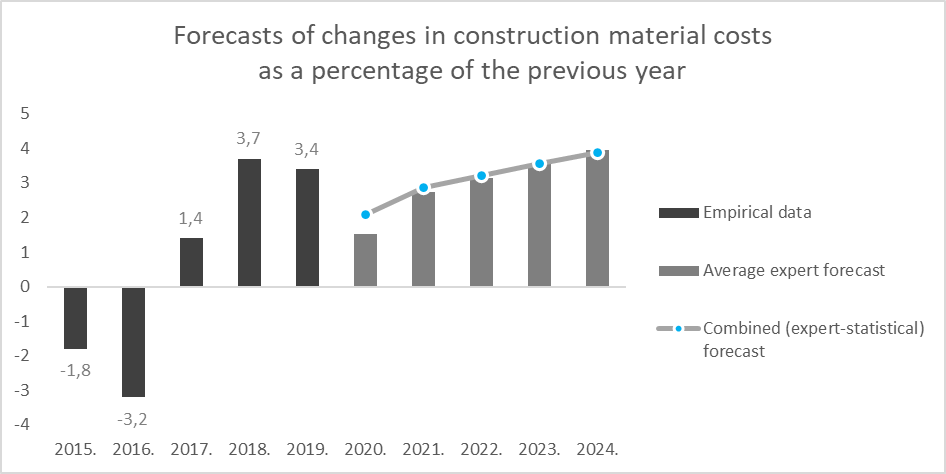 Forecasts of changes in construction material costs
as a percentage of the previous year
5
4
3
2
1
0
-1
-2
-3
-4
-1,8
-3,2
1,4
3,7
3,4
2015. 2016. 2017. 2018. 2019. 2020. 2021. 2022. 2023. 2024.
Empirical data
Average expert forecast
Combined (expert-statistical)
forecast